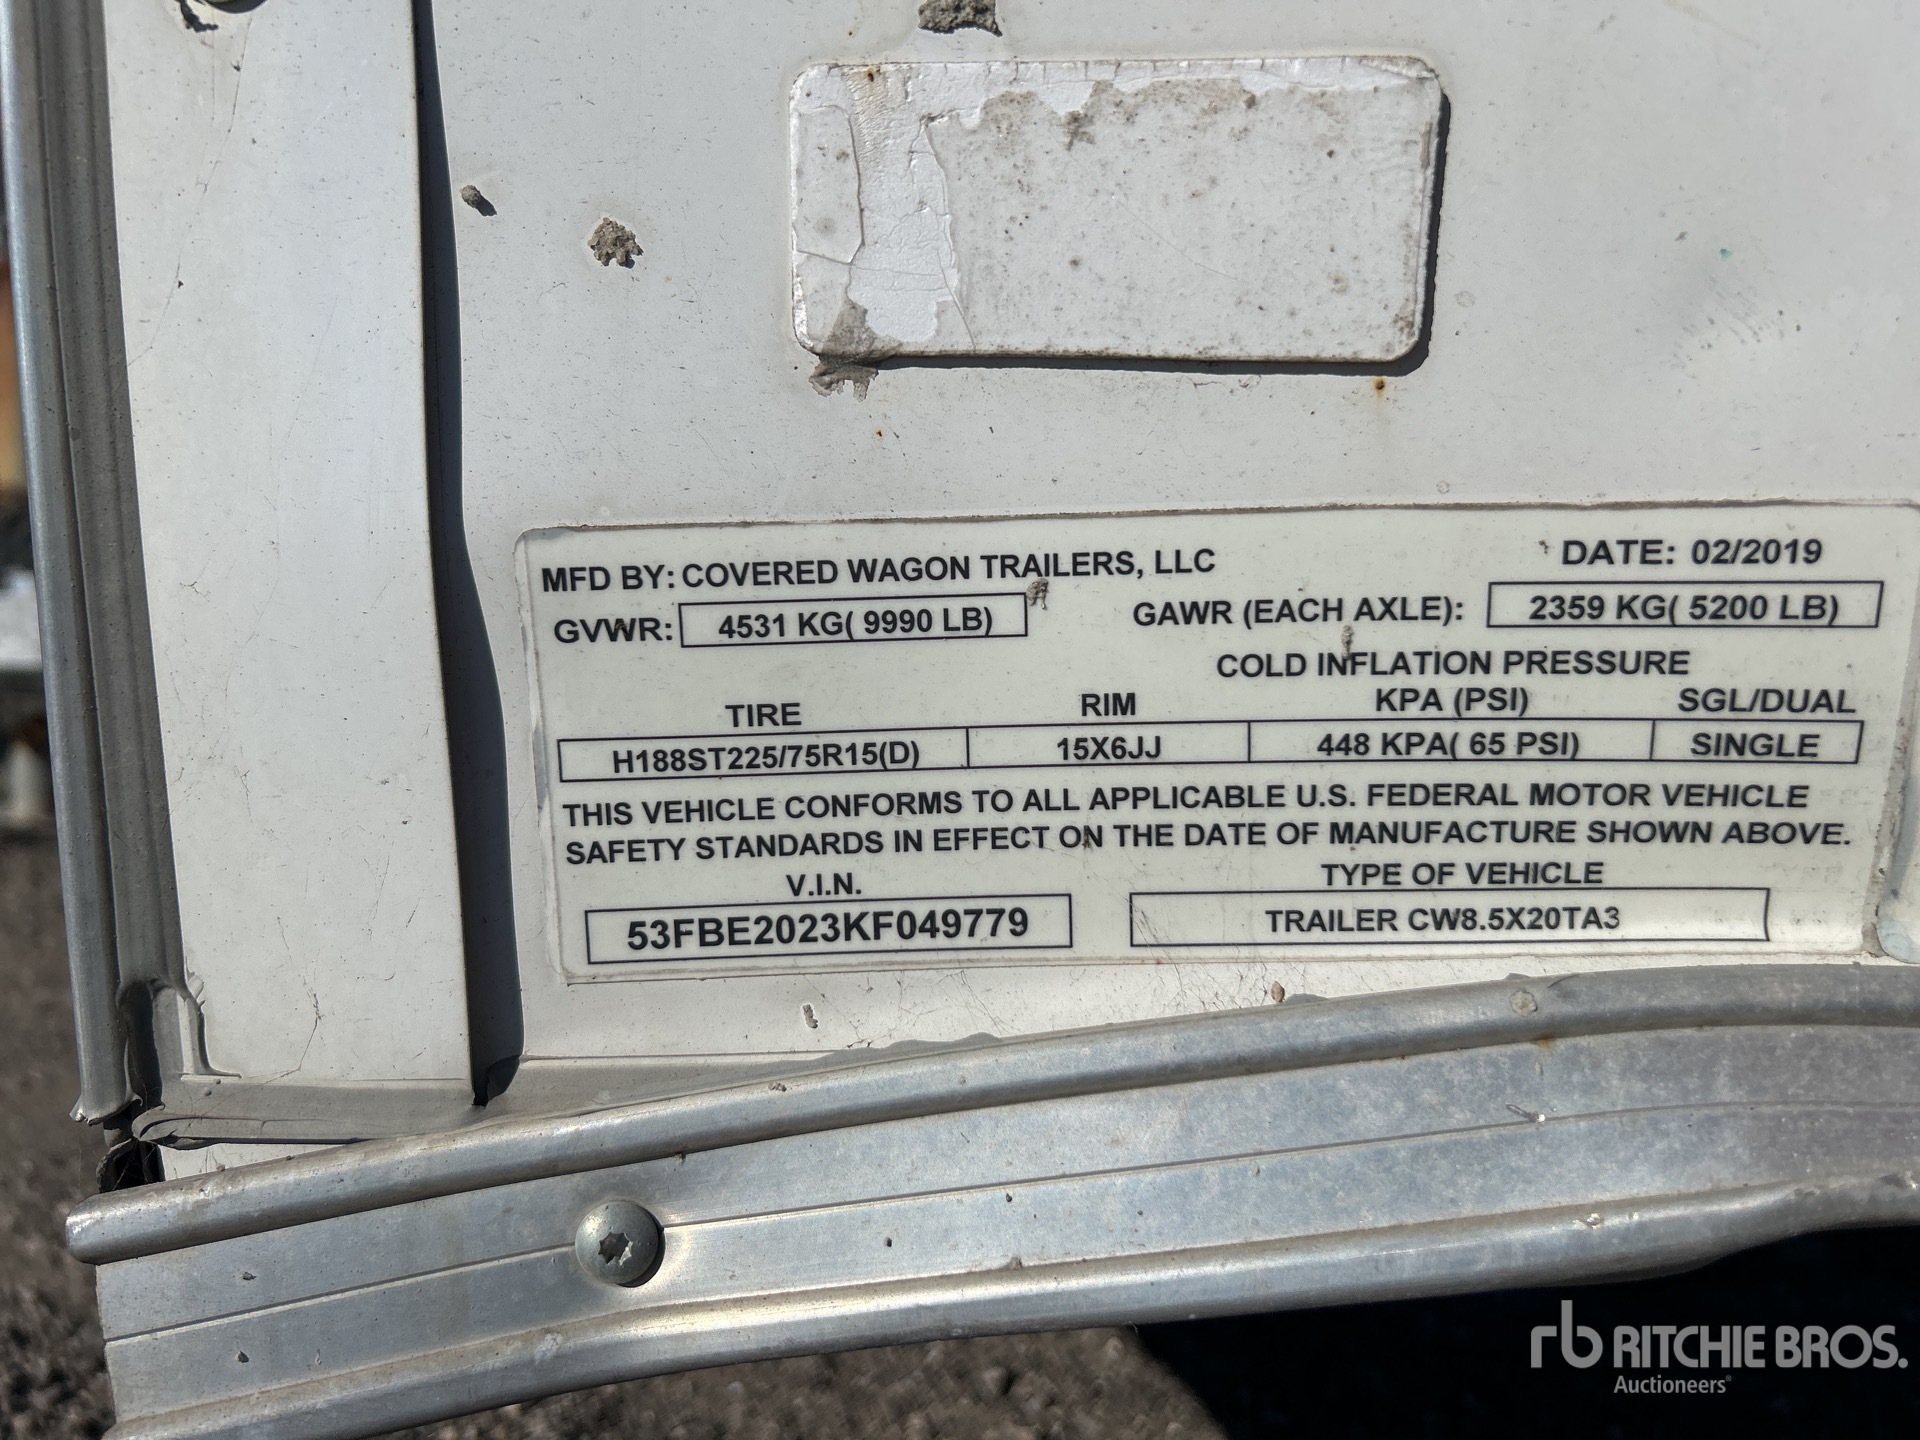 MFD BY: COVERED WAGON TRAILERS, LLC DATE: 02/2019
GVWR: 4531 KG( 9990 LB) GAWR (EACH AXLE): 2359 KG( 5200 LB)
COLD INFLATION PRESSURE
TIRE RIM KPA (PSI) SGL/DUAL
H188ST225/75R15(D) 15X6JJ 448 KPA( 65 PSI) SINGLE
THIS VEHICLE CONFORMS TO ALL APPLICABLE U.S. FEDERAL MOTOR VEHICLE
SAFETY STANDARDS IN EFFECT ON THE DATE OF MANUFACTURE SHOWN ABOVE.
V.I.N. TYPE OF VEHICLE
53FBE2023KF049779 TRAILER CW8.5X20TA3
rb RITCHIE BROS.
Auctioneers